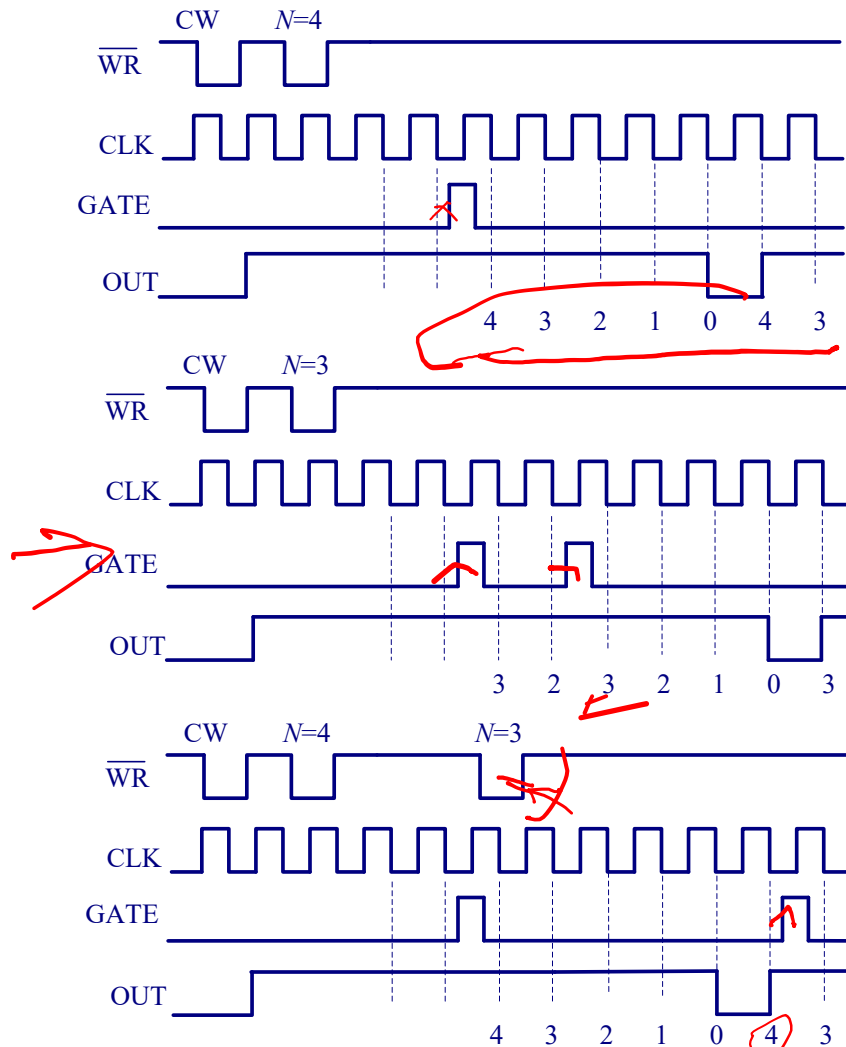 CW N=4
WR
CLK
GATE
OUT
4 3 2 1 0 4 3
CW N=3
WR
CLK
GATE
OUT
3 2 3 2 1 0 3
CW N=4 N=3
WR
CLK
GATE
OUT
4 3 2 1 0 4 3